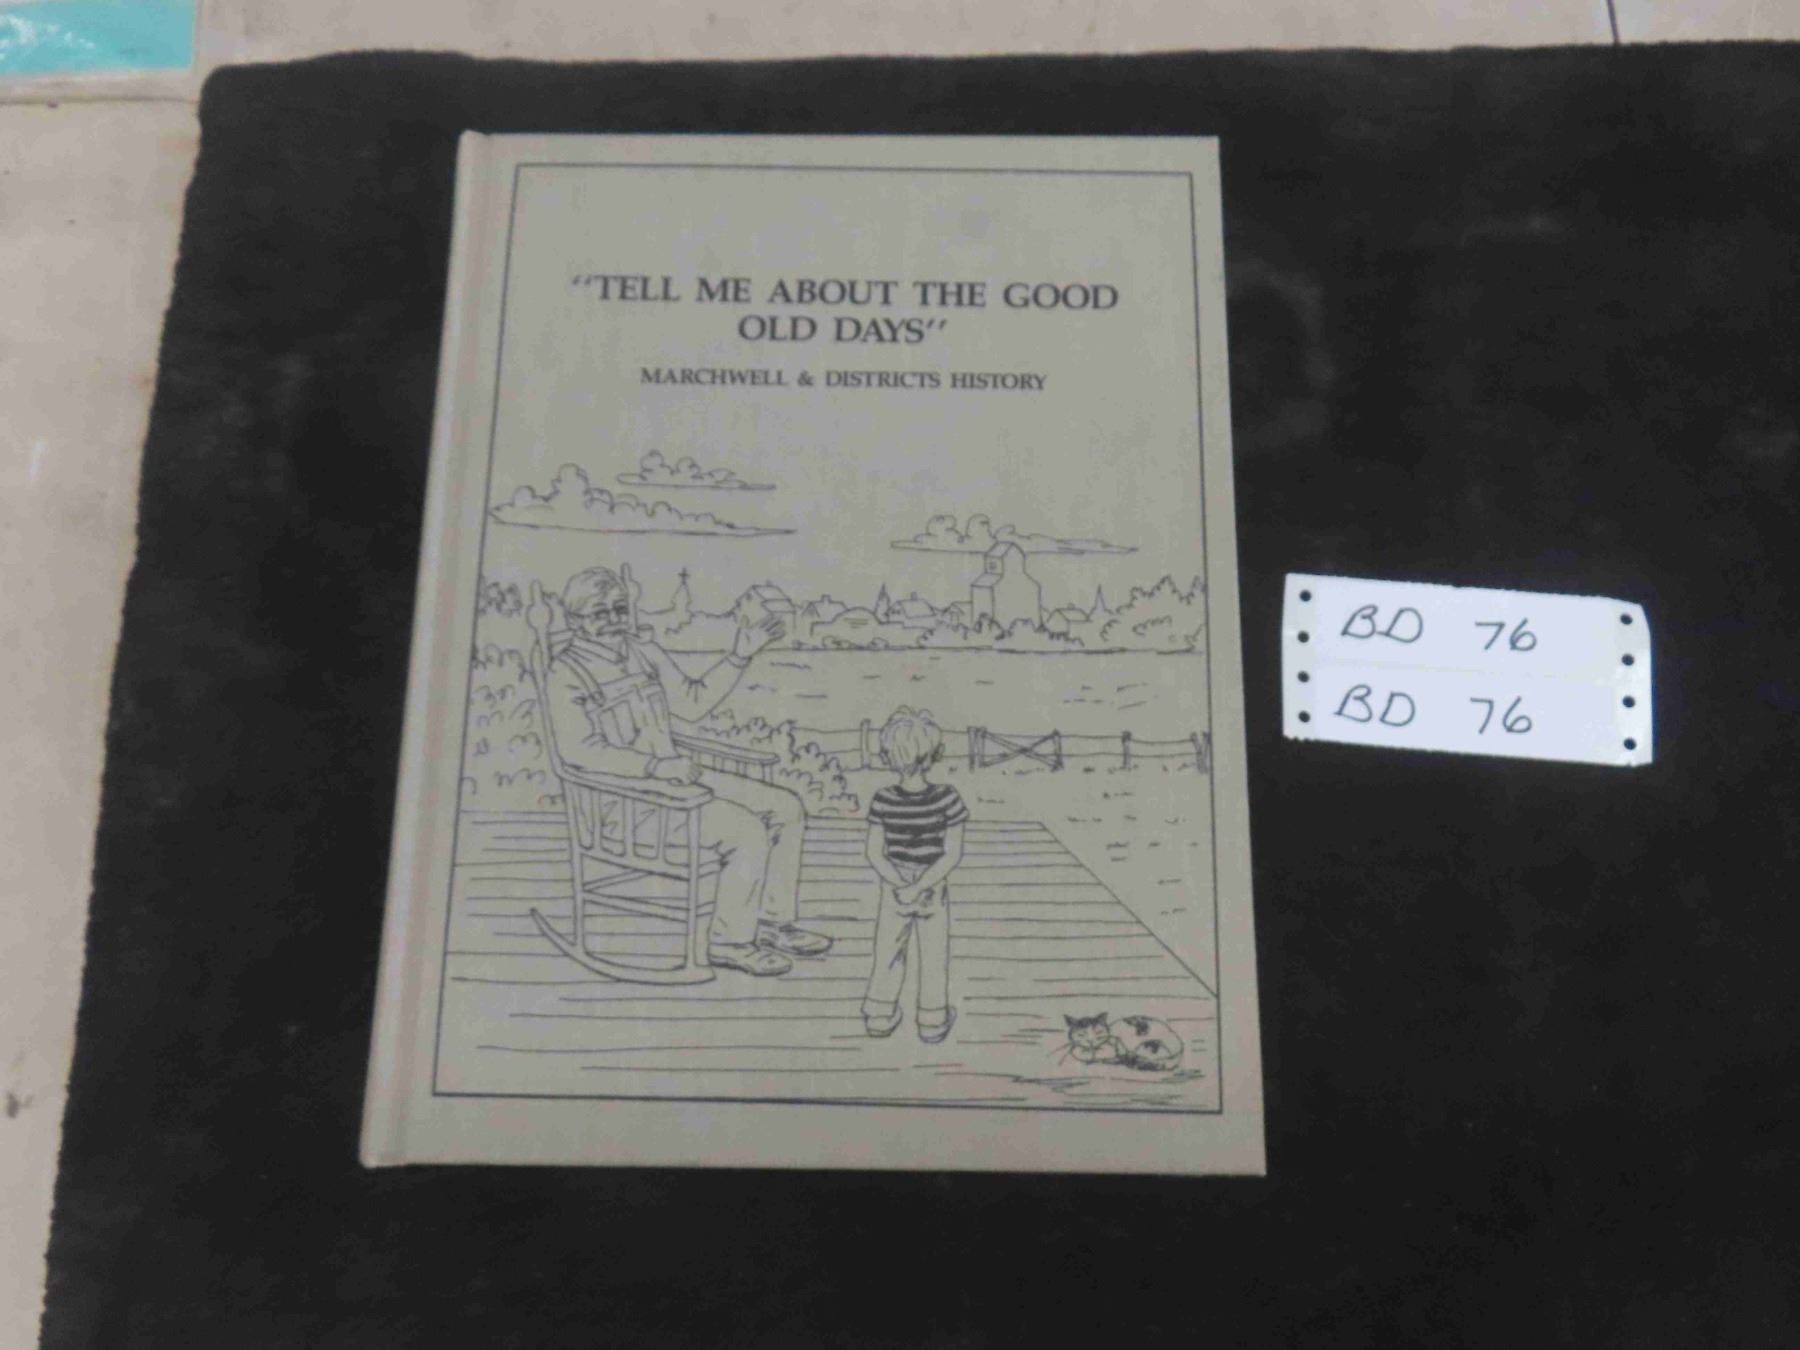 "TELL ME ABOUT THE GOOD
OLD DAYS"
MARCHWELL & DISTRICTS HISTORY
BD 76
BD 76